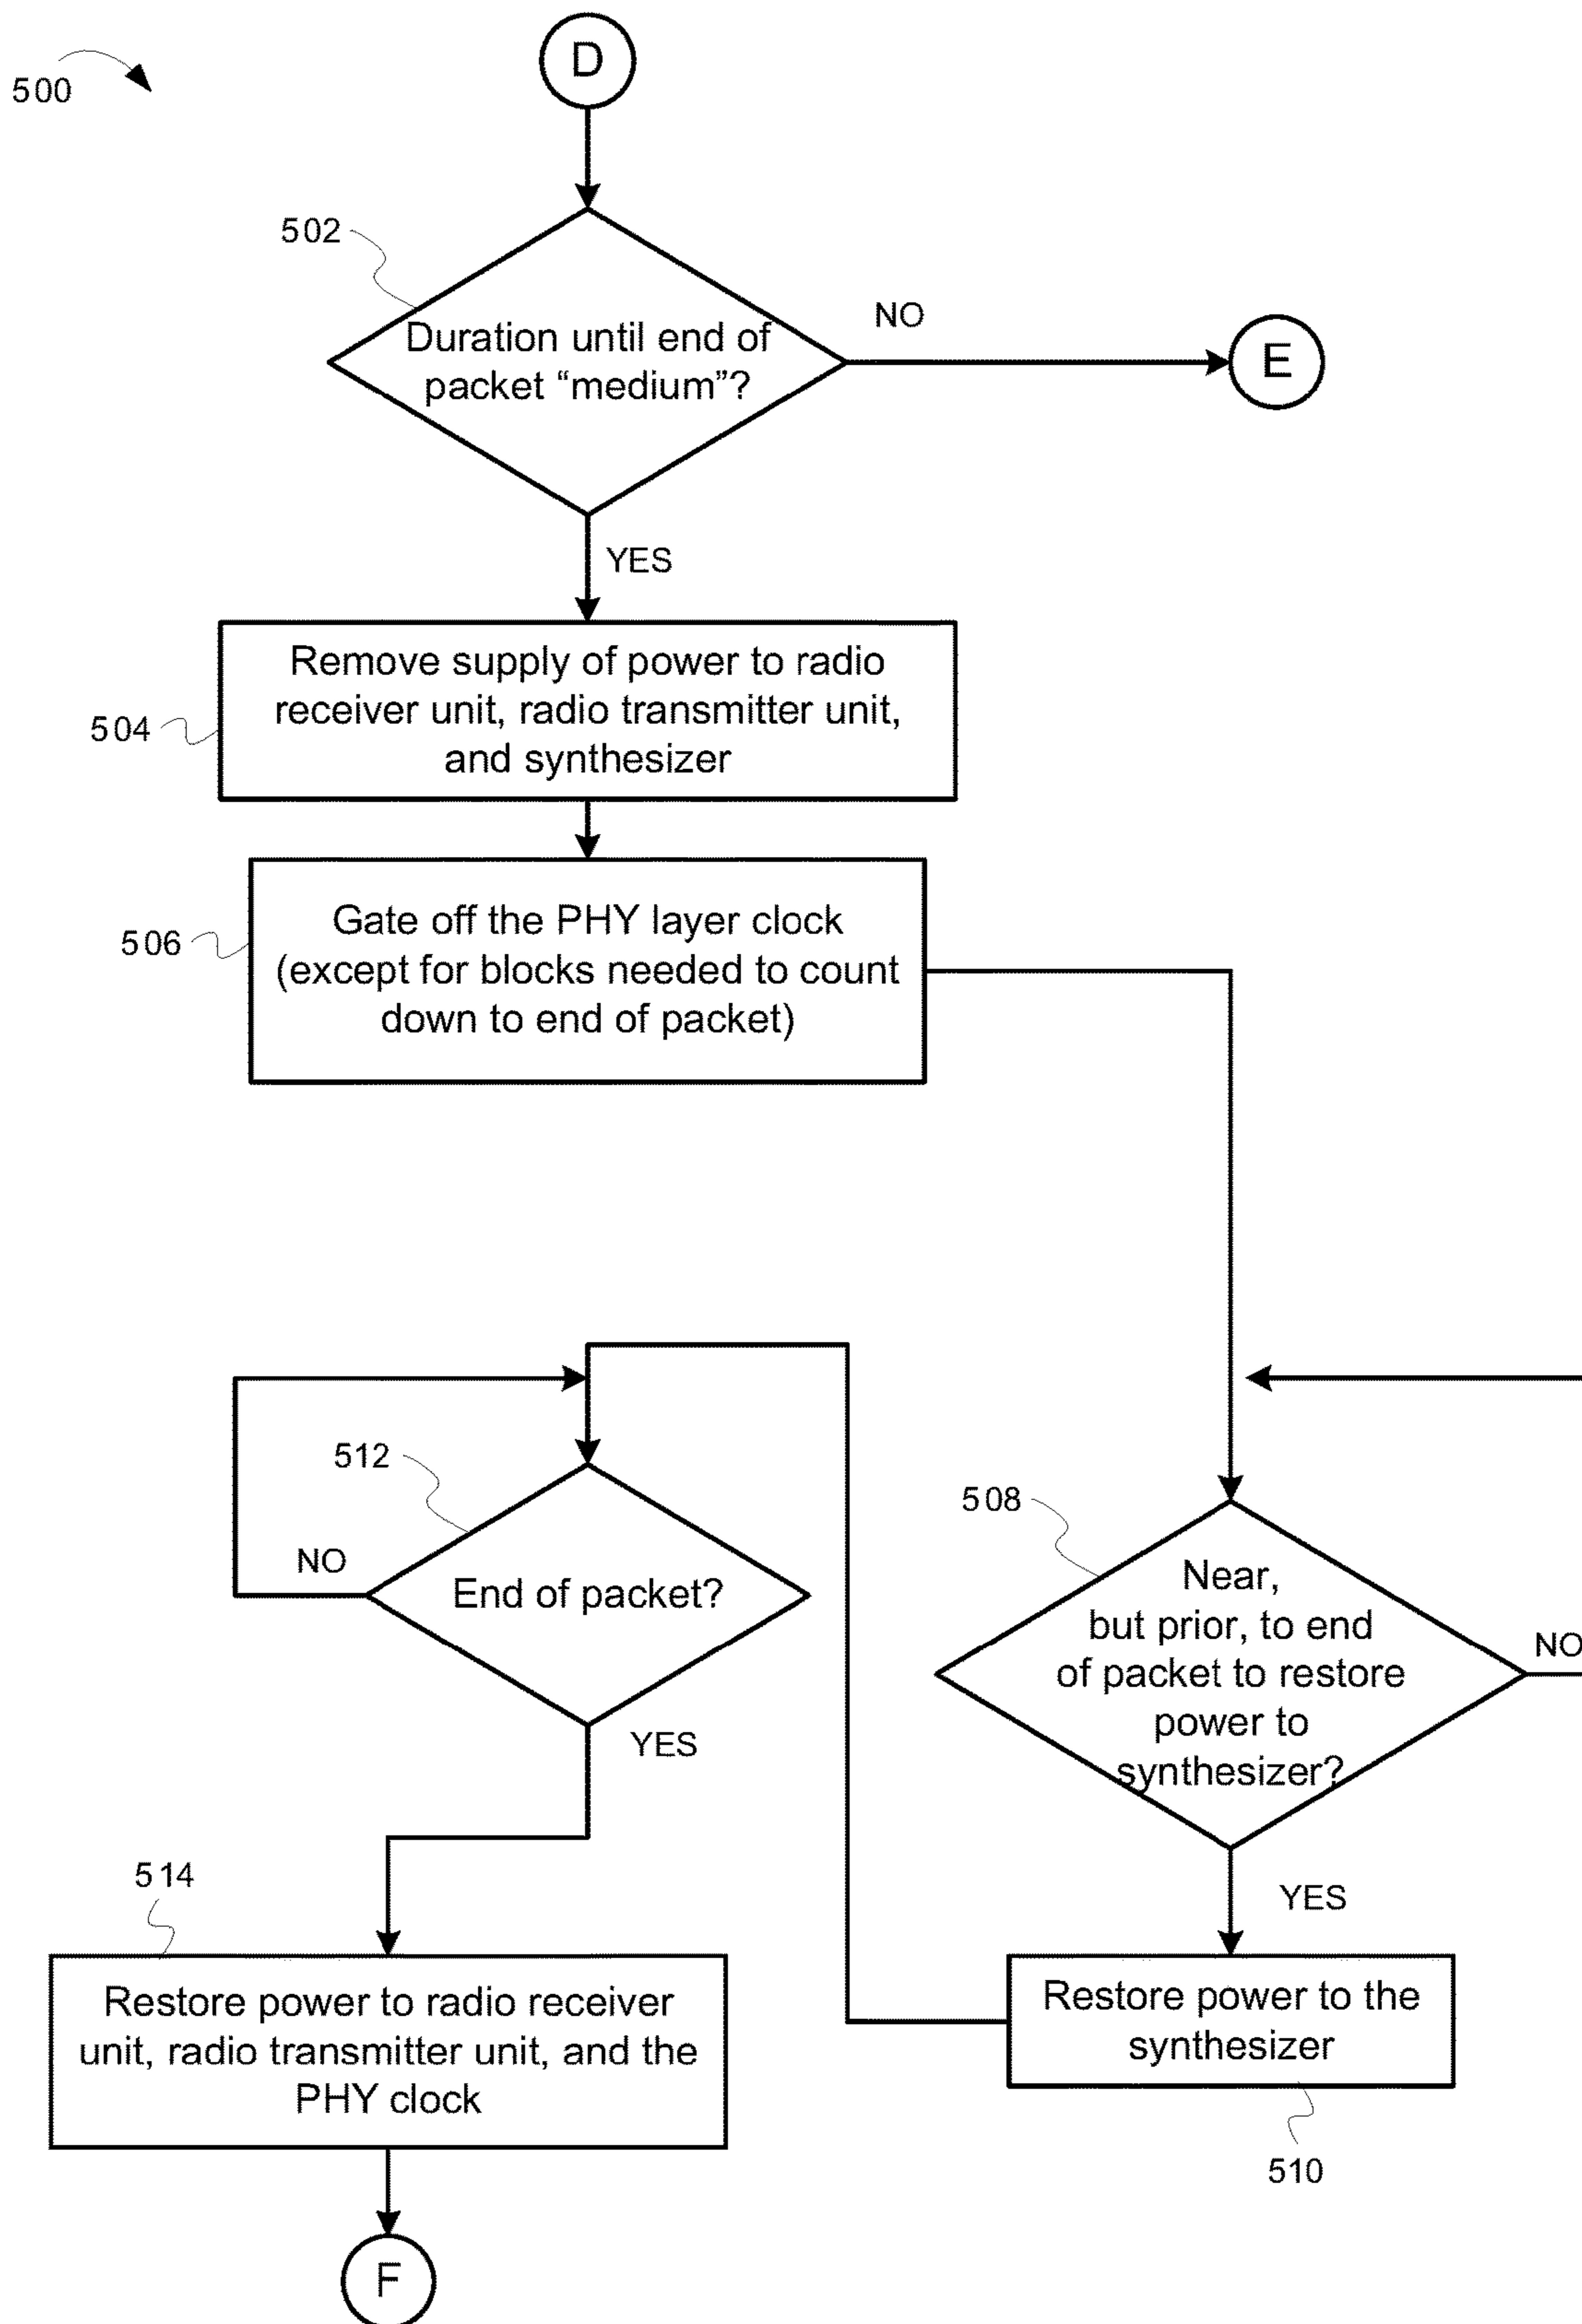 500
D
502
Duration until end of
packet “medium”?
NO
E
YES
504
Remove supply of power to radio
receiver unit, radio transmitter unit,
and synthesizer
506
Gate off the PHY layer clock
(except for blocks needed to count
down to end of packet)
512
End of packet?
NO
YES
508
Near,
but prior, to end
of packet to restore
power to
synthesizer?
NO
YES
514
Restore power to radio receiver
unit, radio transmitter unit, and the
PHY clock
Restore power to the
synthesizer
510
F